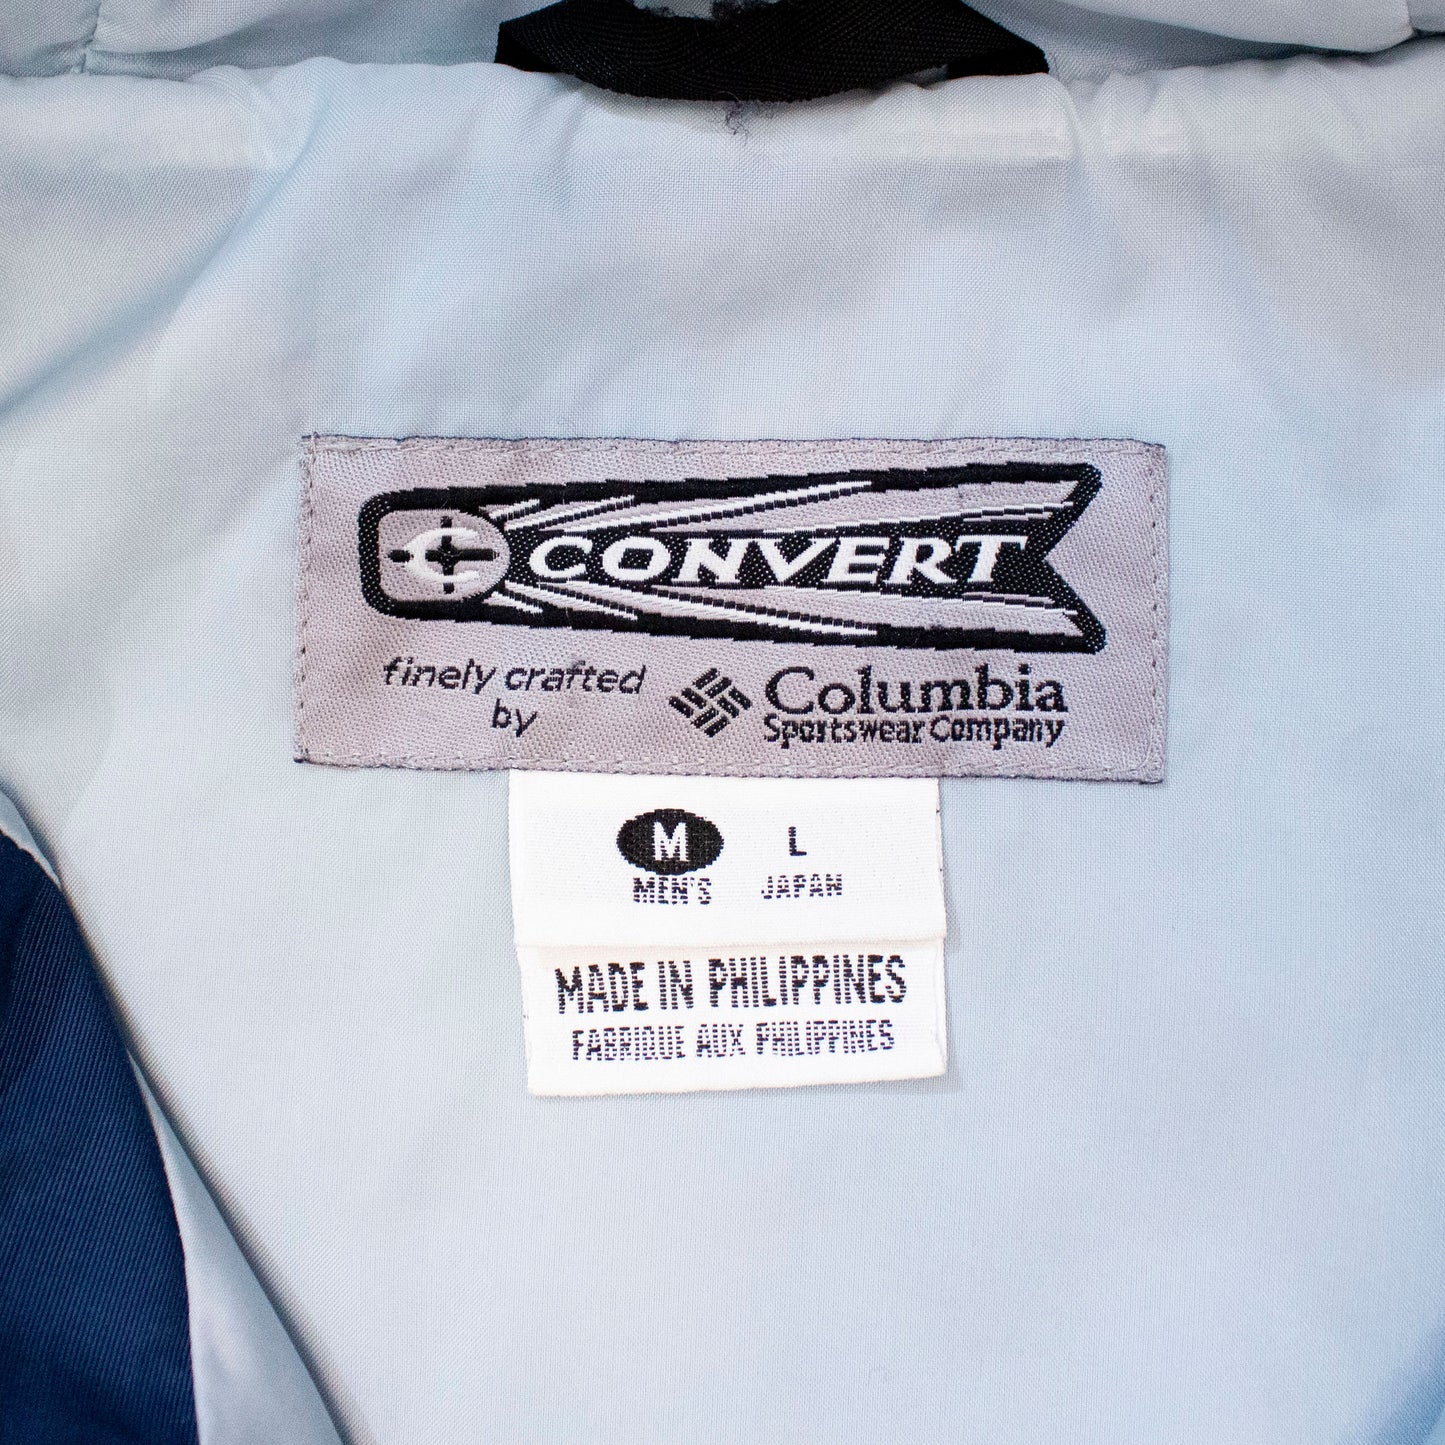 C CONVERT
finely crafted
by
Columbia
Sportswear Company
M L
MEN'S JAPAN
MADE IN PHILIPPINES
FABRIQUE AUX PHILIPPINES